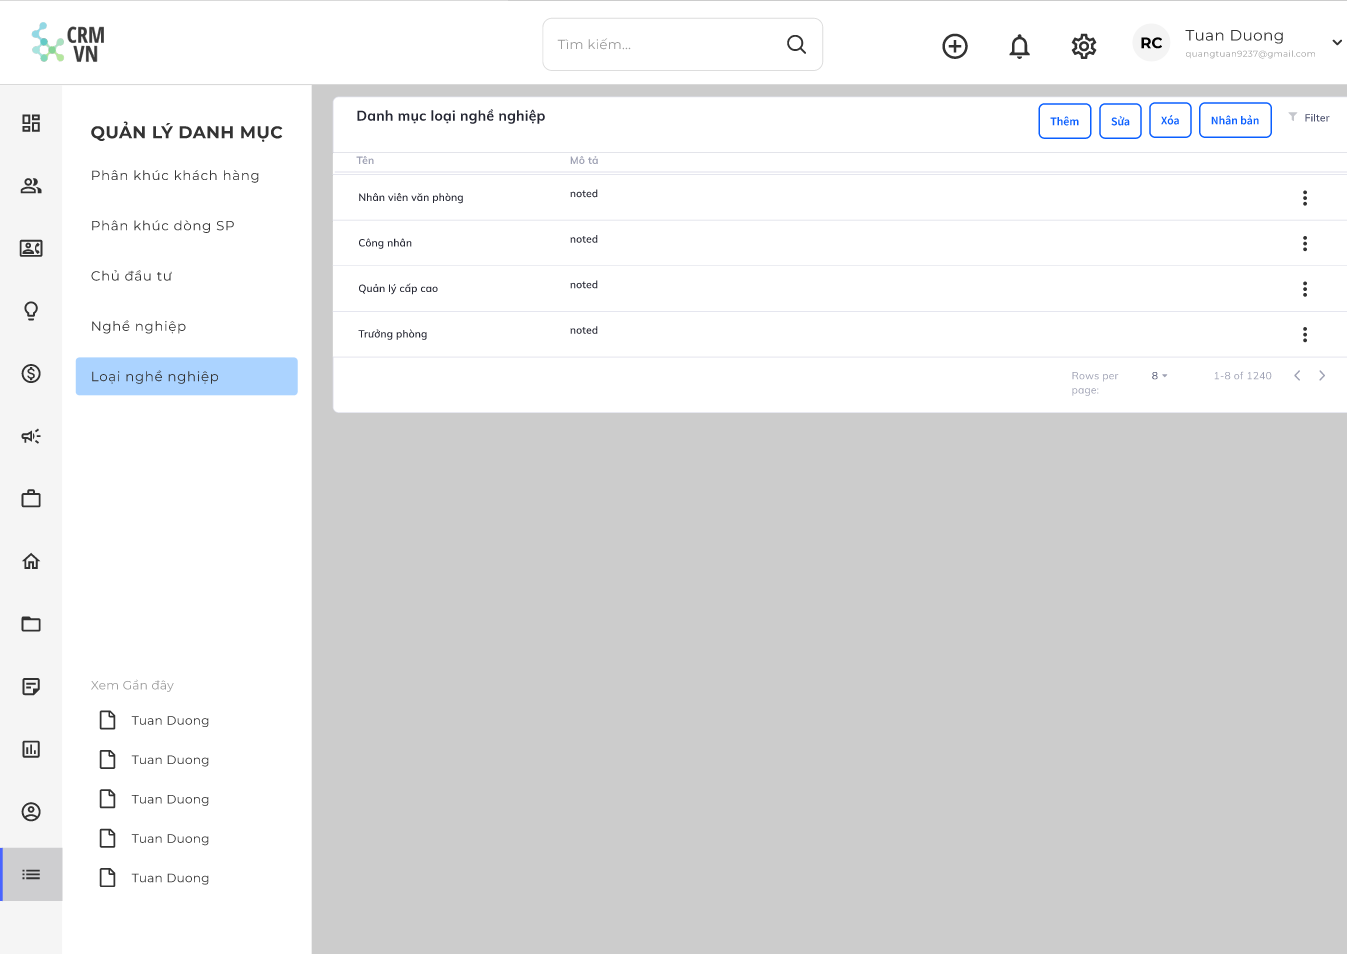 CRM
VN
Tìm kiếm...
RC
Tuan Duong
quangtuan9237@gmail.com
QUẢN LÝ DANH MỤC
Phân khúc khách hàng
Phân khúc dòng SP
Chủ đầu tư
Nghề nghiệp
Loại nghề nghiệp
Xem Gần đây
Tuan Duong
Tuan Duong
Tuan Duong
Tuan Duong
Tuan Duong
Danh mục loại nghề nghiệp
Thêm
Sửa
Xóa
Nhân bản
Filter
Tên Mô tả
Nhân viên văn phòng noted
Công nhân noted
Quản lý cấp cao noted
Trưởng phòng noted
Rows per page: 8 1-8 of 1240